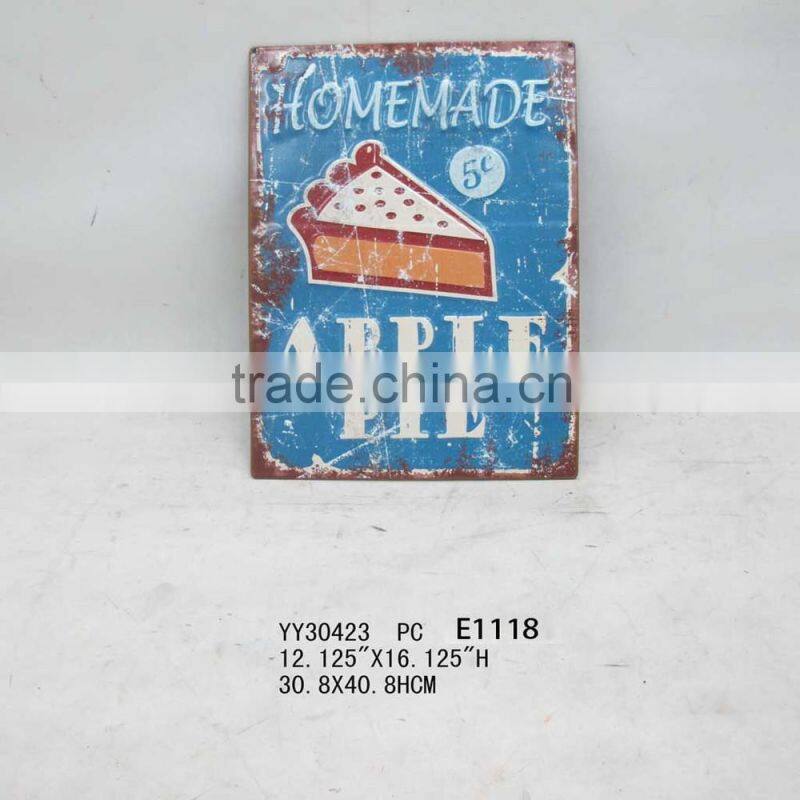 HOMEMADE
5¢
APPLE
trade.china.cn
PIE
YY30423 PC E1118
12.125"X16.125"H
30.8X40.8HCM